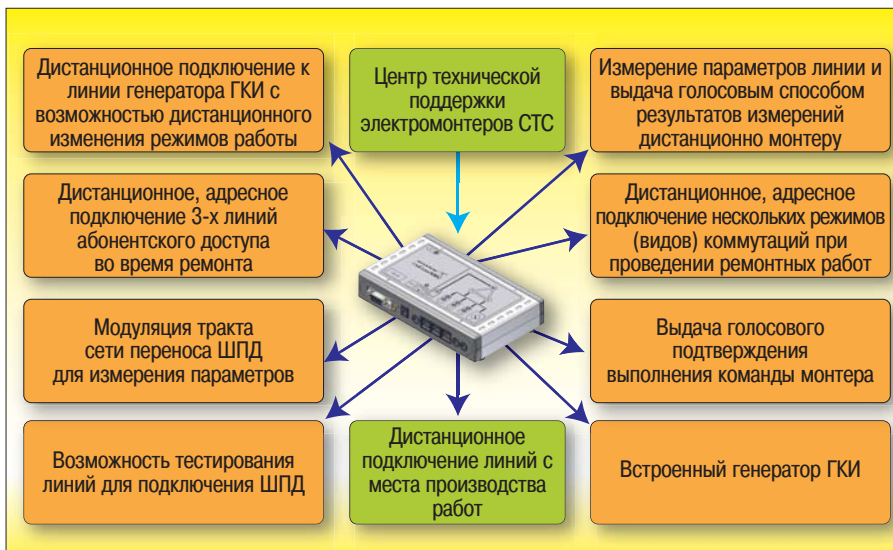 Дистанционное подключение к
линии генератора ГКИ с
возможностью дистанционного
изменения режимов работы
Центр технической
поддержки
электромонтеров СТС
Измерение параметров линии и
выдача голосовым способом
результатов измерений
дистанционно монтеру
Дистанционное, адресное
подключение 3-х линий
абонентского доступа
во время ремонта
Дистанционное, адресное
подключение нескольких режимов
(видов) коммутаций при
проведении ремонтных работ
Модуляция тракта
сети переноса ШПД
для измерения параметров
Выдача голосового
подтверждения
выполнения команды монтера
Возможность тестирования
линий для подключения ШПД
Дистанционное
подключение линий с
места производства
работ
Встроенный генератор ГКИ